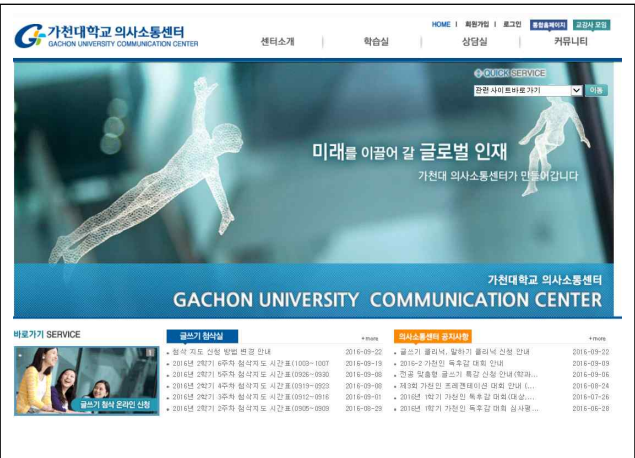 HOME | 회원가입 | 로그인 통합홈페이지 교강사 모임
가천대학교 의사소통센터
GACHON UNIVERSITY COMMUNICATION CENTER
센터소개 | 학습실 | 상담실 | 커뮤니티
QUICK SERVICE
관련 사이트바로가기 이동
미래를 이끌어 갈 글로벌 인재
가천대 의사소통센터가 만들어갑니다
가천대학교 의사소통센터
GACHON UNIVERSITY COMMUNICATION CENTER
바로가기 SERVICE
1
글쓰기 첨삭 온라인 신청
글쓰기 첨삭실 +more
첨삭 지도 신청 방법 변경 안내 2016-09-22
2016년 2학기 6주차 첨삭지도 시간표(1003~1007 2016-09-19
2016년 2학기 5주차 첨삭지도 시간표(0926~0930 2016-09-08
2016년 2학기 4주차 첨삭지도 시간표(0919~0923 2016-09-08
2016년 2학기 3주차 첨삭지도 시간표(0912~0916 2016-09-01
2016년 2학기 2주차 첨삭지도 시간표(0905~0909 2016-08-29
의사소통센터 공지사항 +more
글쓰기 클리닉, 말하기 클리닉 신청 안내 2016-09-22
2016-2 가천인 독후감 대회 안내 2016-09-09
전공 맞춤형 글쓰기 특강 신청 안내(학과... 2016-09-06
제3회 가천인 프레젠테이션 대회 안내 (... 2016-08-24
2016년 1학기 가천인 독후감 대회(대상,... 2016-07-26
2016년 1학기 가천인 독후감 대회 심사평... 2016-06-28